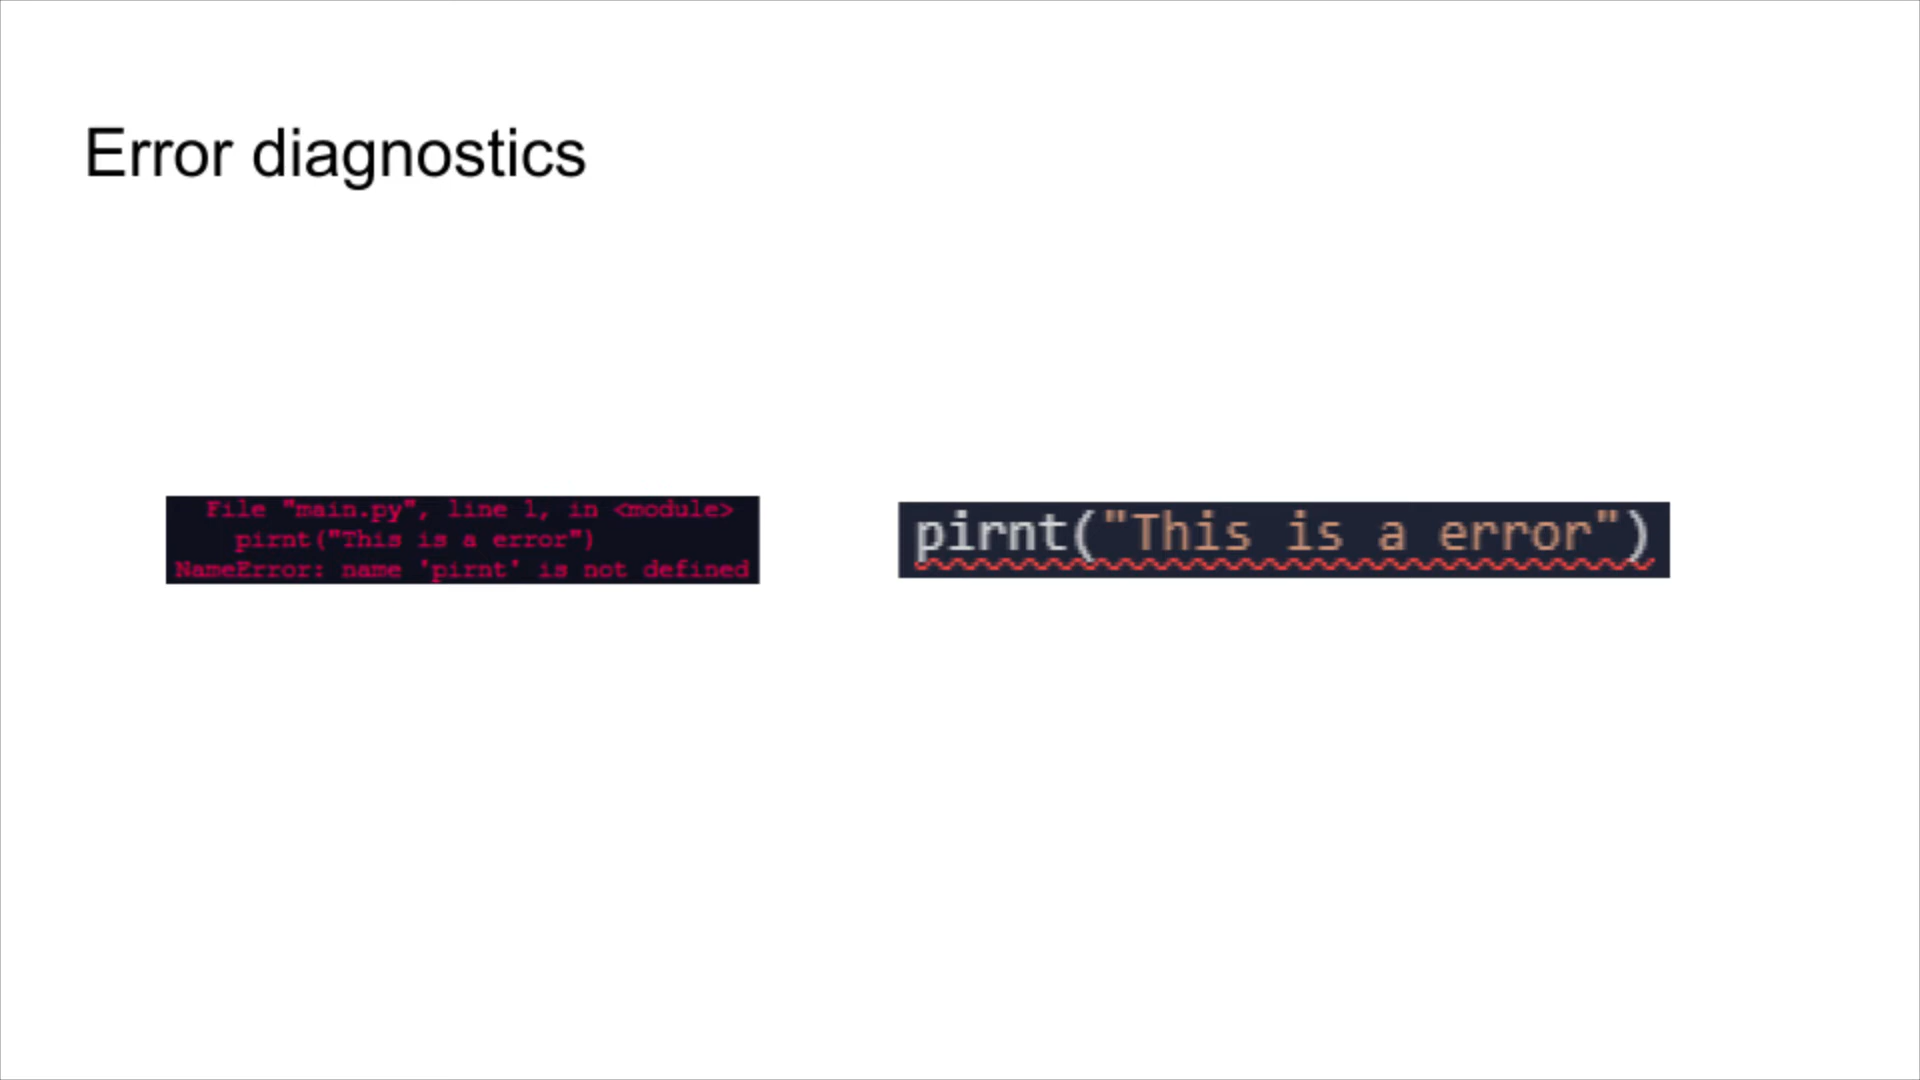 Error diagnostics
File "main.py", line 1, in <module>
pirnt("This is a error")
NameError: name 'pirnt' is not defined
pirnt("This is a error")